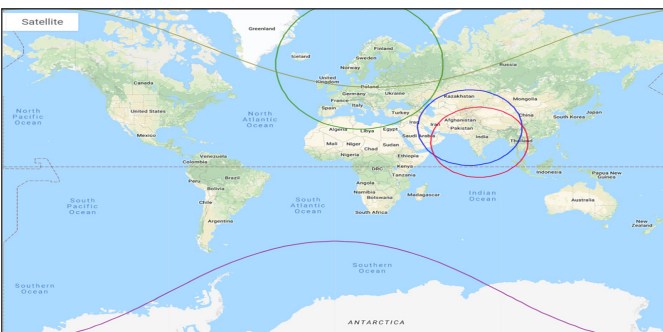 Satellite
Greenland
Iceland
Finland
Sweden
Norway
Russia
United
Kingdom
Poland
Germany
Ukraine
France
Italy
Spain
Turkey
Kazakhstan
Mongolia
Canada
North
Pacific
Ocean
United States
North
Atlantic
Ocean
China
Japan
South Korea
Afghanistan
Iraq
Iran
Pakistan
Algeria
Libya
Egypt
Saudi Arabia
India
Thailand
Mexico
Mali
Niger
Chad
Sudan
Nigeria
Ethiopia
Venezuela
Colombia
Kenya
DRC
Tanzania
Indonesia
Papua New
Guinea
Peru
Brazil
Bolivia
Angola
Namibia
Botswana
Madagascar
Indian
Ocean
Australia
South
Pacific
Ocean
Chile
South
Atlantic
Ocean
South Africa
Argentina
New
Zealand
Southern
Ocean
Southern
Ocean
ANTARCTICA